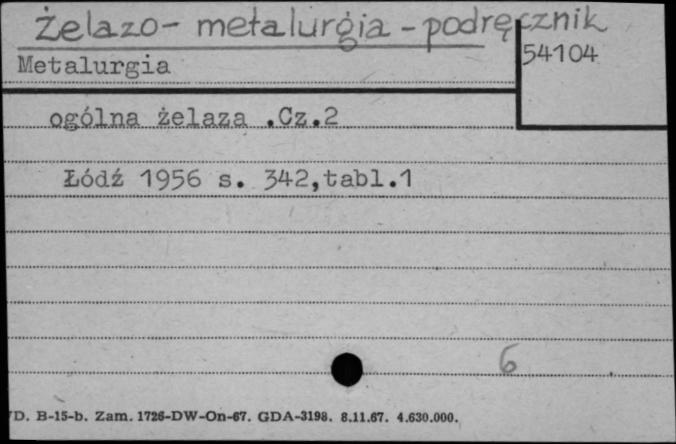 żelazo - metalurgia - podręcznik
54104
Metalurgia
ogólna żelaza .Cz.2
Łódź 1956 s. 342,tabl.1
6
D. B-15-b. Zam. 1726-DW-On-67. GDA-3198. 8.11.67. 4.630.000.